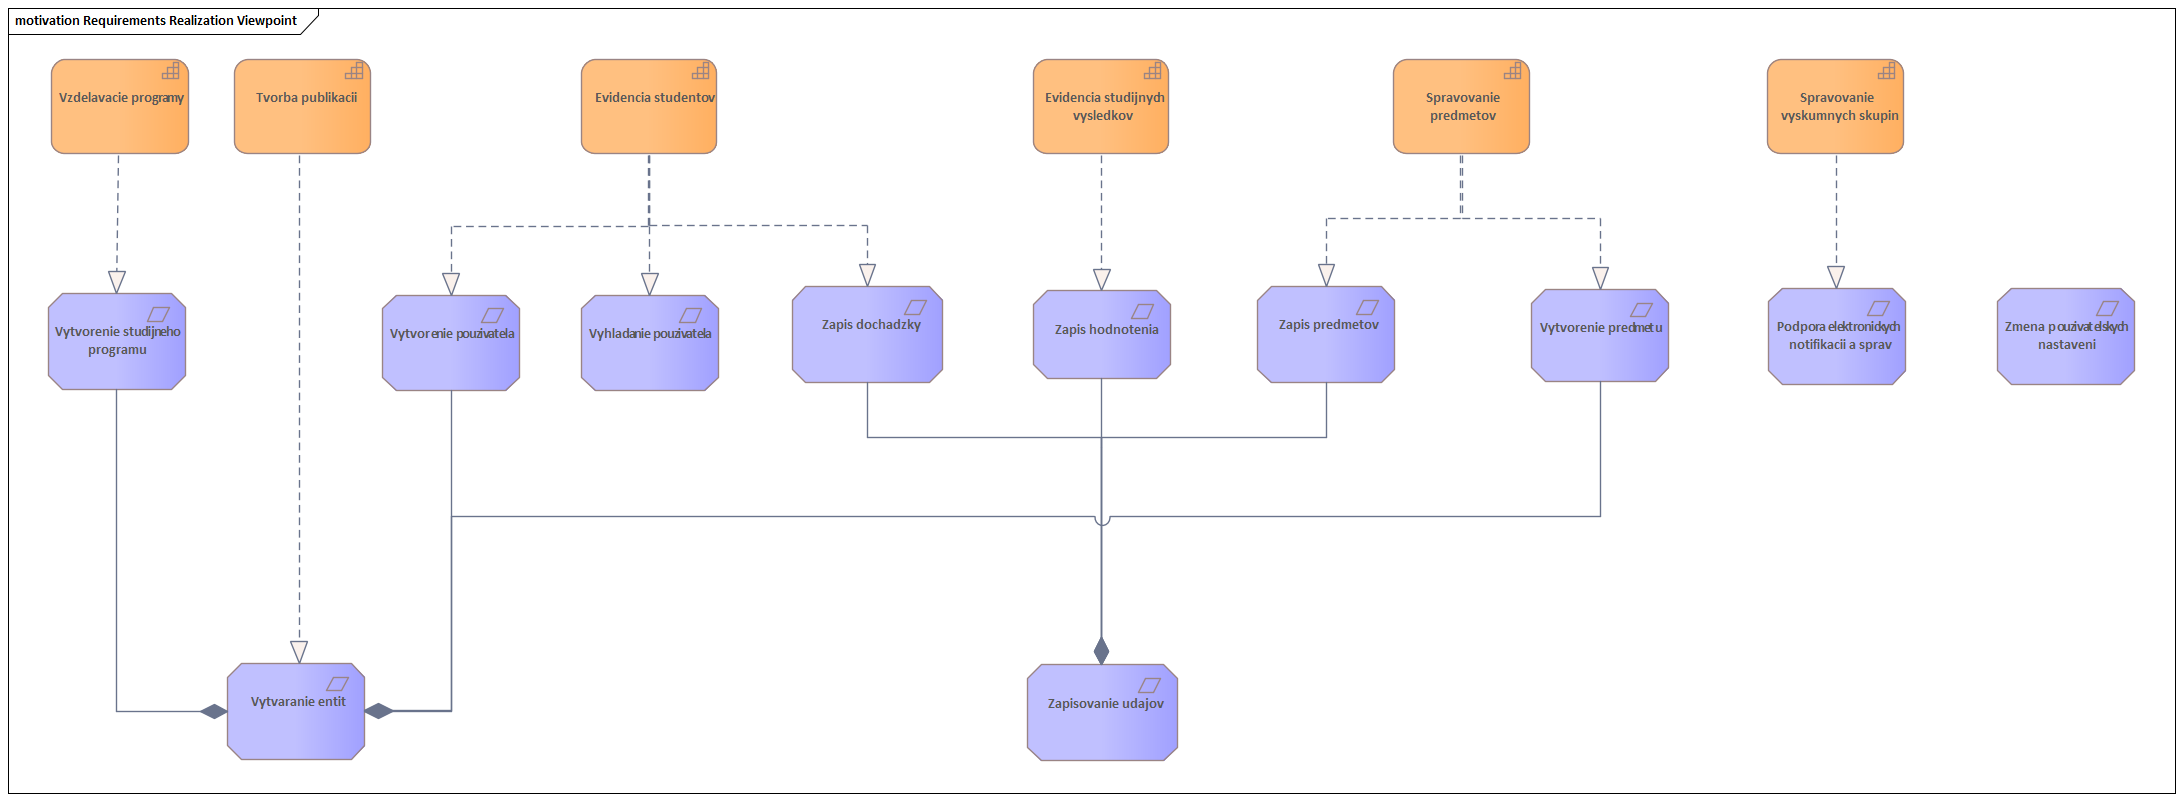 motivation Requirements Realization Viewpoint
Vzdelavacie programy
Tvorba publikacii
Evidencia studentov
Evidencia studijnych
vysledkov
Spravovanie
predmetov
Spravovanie
vyskumnych skupin
Vytvorenie studijneho
programu
Vytvorenie pouzivatela
Vyhladanie pouzivatela
Zapis dochadzky
Zapis hodnotenia
Zapis predmetov
Vytvorenie predmetu
Podpora elektronickych
notifikacii a sprav
Zmena pouzivatelskych
nastaveni
Vytvaranie entit
Zapisovanie udajov